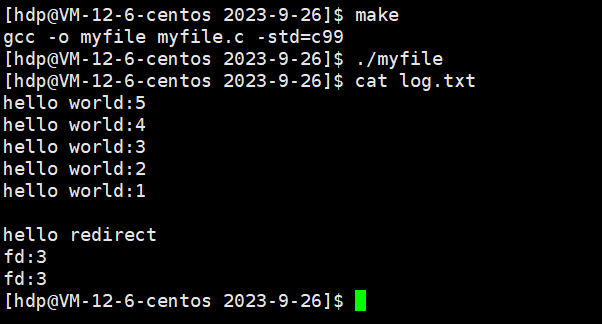 [hdp@VM-12-6-centos 2023-9-26]$ make
gcc -o myfile myfile.c -std=c99
[hdp@VM-12-6-centos 2023-9-26]$ ./myfile
[hdp@VM-12-6-centos 2023-9-26]$ cat log.txt
hello world:5
hello world:4
hello world:3
hello world:2
hello world:1

hello redirect
fd:3
fd:3
[hdp@VM-12-6-centos 2023-9-26]$